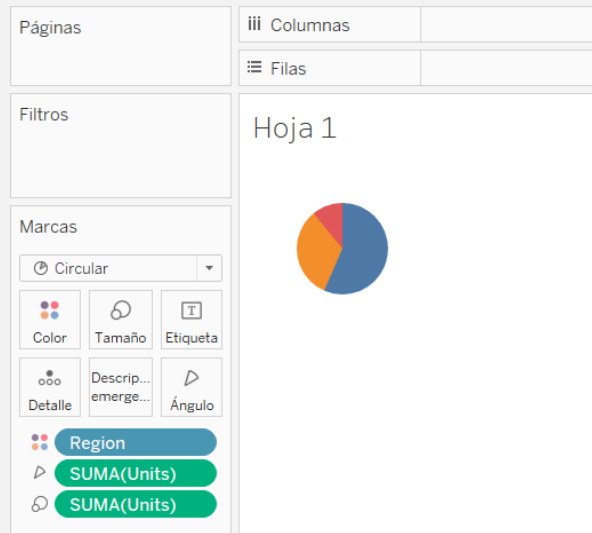 Páginas
Columnas
Filas
Filtros
Hoja 1
Marcas
Circular
Color
Tamaño
T
Etiqueta
Detalle
Descrip...
emerge...
Ángulo
Region
SUMA(Units)
SUMA(Units)